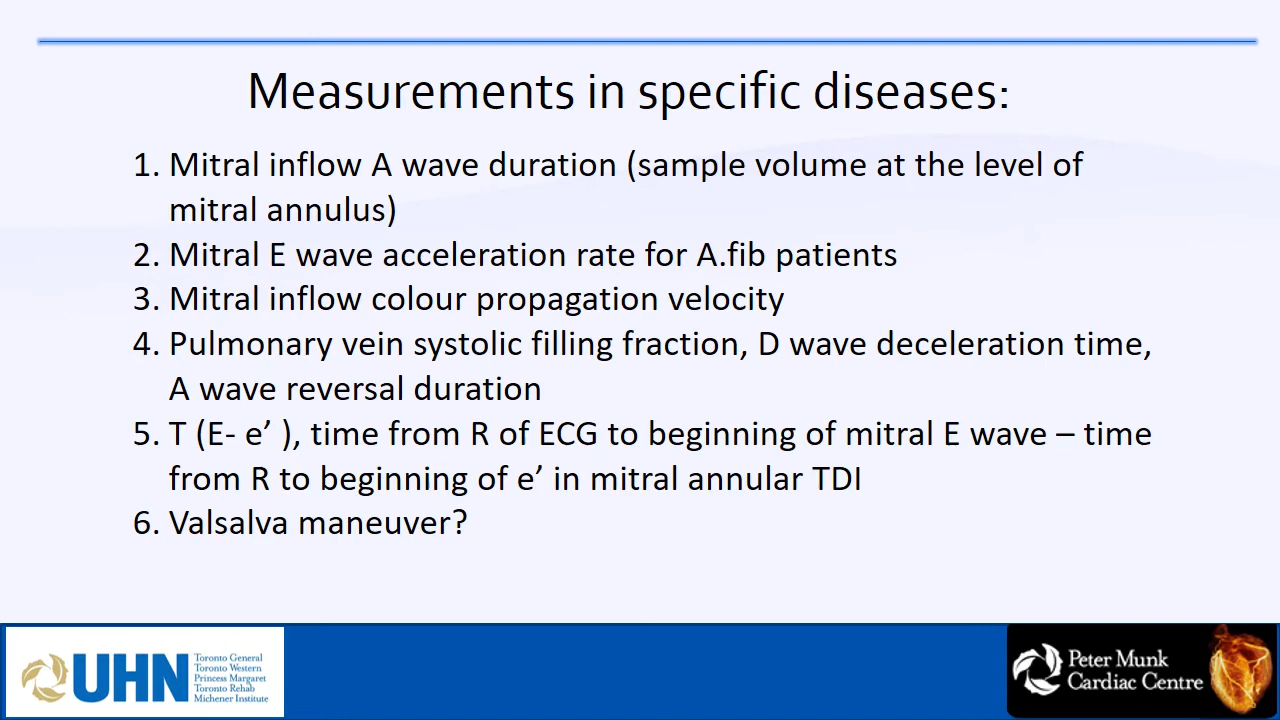 Measurements in specific diseases:
1. Mitral inflow A wave duration (sample volume at the level of
mitral annulus)
2. Mitral E wave acceleration rate for A.fib patients
3. Mitral inflow colour propagation velocity
4. Pulmonary vein systolic filling fraction, D wave deceleration time,
A wave reversal duration
5. T (E- e’ ), time from R of ECG to beginning of mitral E wave – time
from R to beginning of e’ in mitral annular TDI
6. Valsalva maneuver?
UHN
Toronto General
Toronto Western
Princess Margaret
Toronto Rehab
Michener Institute
Peter Munk
Cardiac Centre